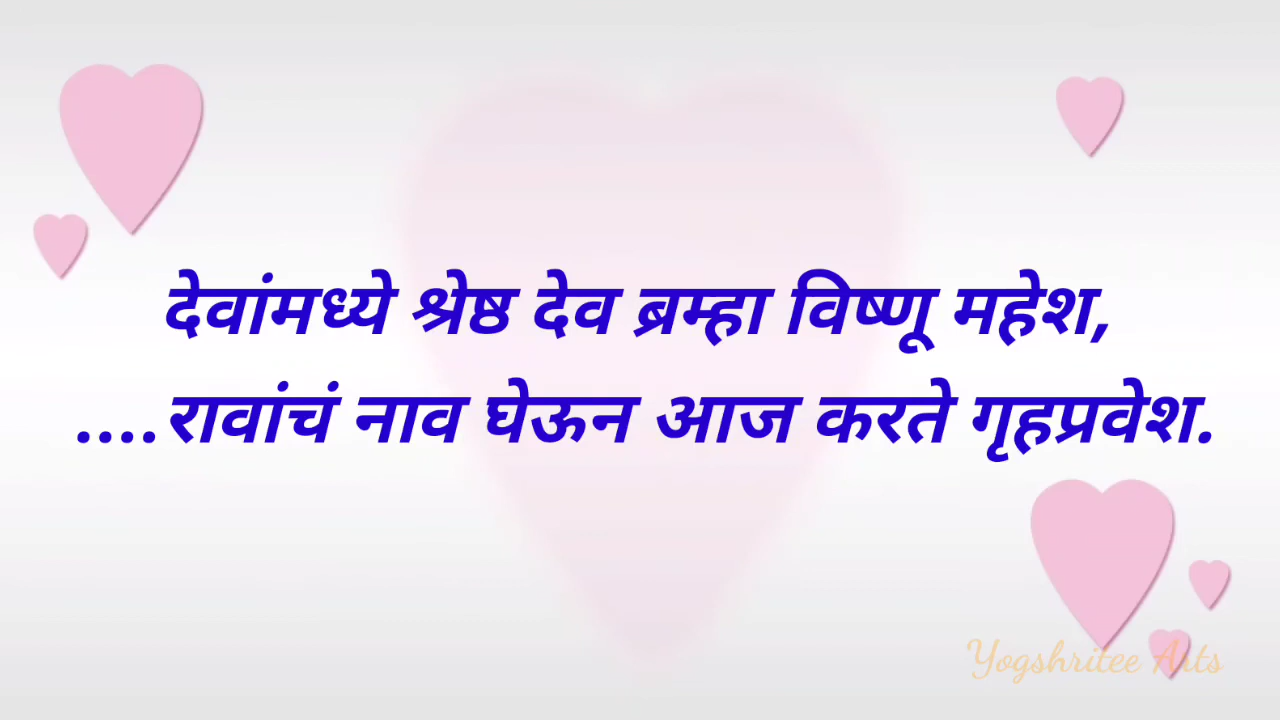 देवांमध्ये श्रेष्ठ देव ब्रम्हा विष्णू महेश,
....रावांचं नाव घेऊन आज करते गृहप्रवेश.
Yogshritee Arts